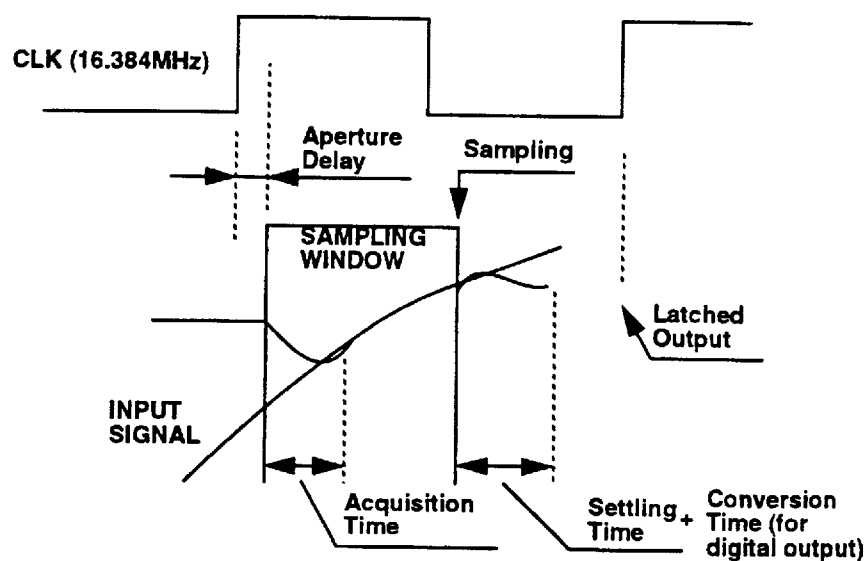 CLK (16.384MHz)
Aperture
Delay
Sampling
SAMPLING
WINDOW
Latched
Output
INPUT
SIGNAL
Acquisition
Time
Settling +
Time
Conversion
Time (for
digital output)